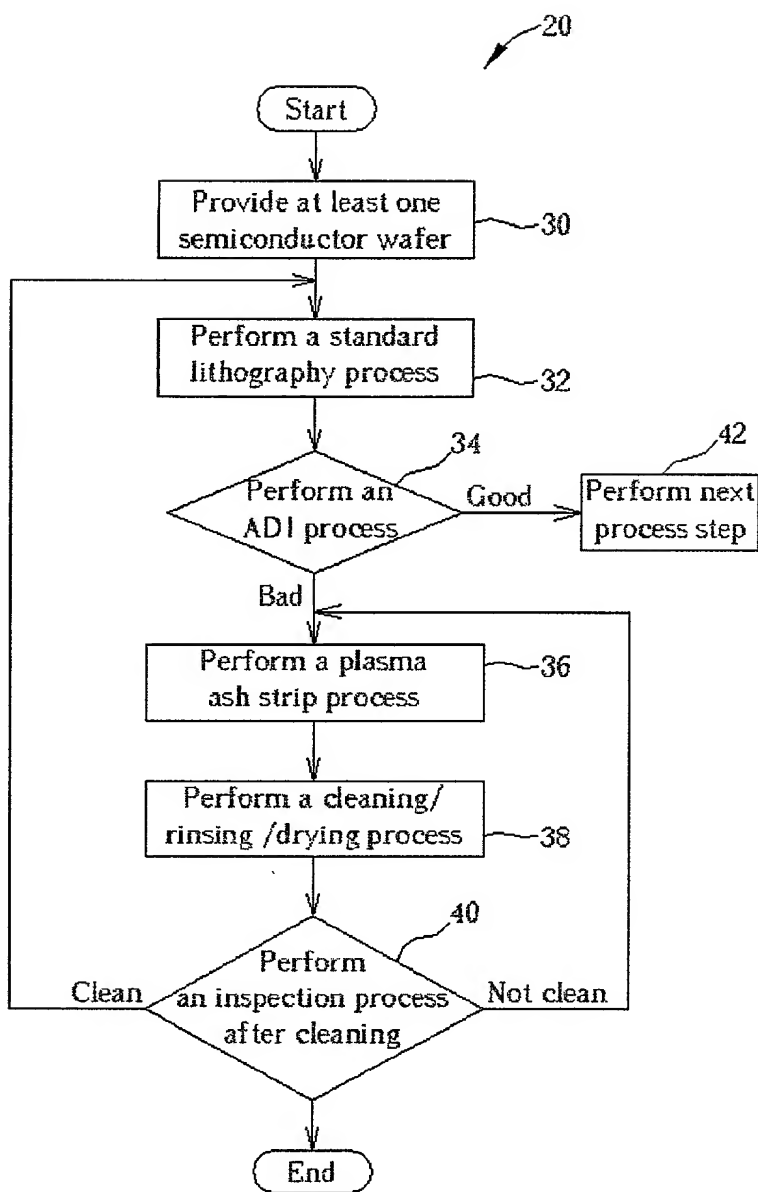 20
Start
Provide at least one
semiconductor wafer
30
Perform a standard
lithography process
32
34
Perform an
ADI process
Good
42
Perform next
process step
Bad
Perform a plasma
ash strip process
36
Perform a cleaning/
rinsing /drying process
38
40
Perform
an inspection process
after cleaning
Clean
Not clean
End